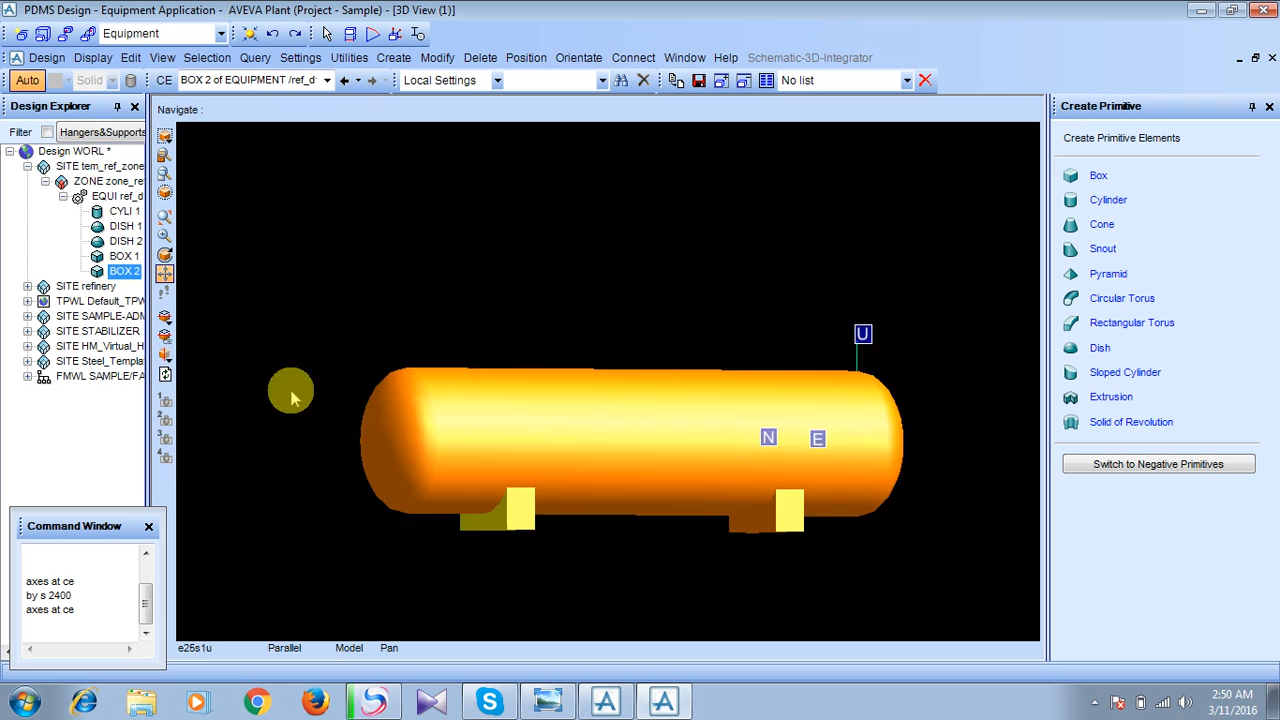 PDMS Design - Equipment Application - AVEVA Plant (Project - Sample) - [3D View (1)]
Equipment
Design Display Edit View Selection Query Settings Utilities Create Modify Delete Position Orientate Connect Window Help Schematic-3D-Integrator
Auto Solid CE BOX 2 of EQUIPMENT /ref_d Local Settings No list
Design Explorer
Navigate :
Create Primitive
Filter Hangers&Supports
Create Primitive Elements
Design WORL *
SITE tem_ref_zone
ZONE zone_re
EQUI ref_d
CYLI 1
DISH 1
DISH 2
BOX 1
BOX 2
SITE refinery
TPWL Default_TPW
SITE SAMPLE-ADM
SITE STABILIZER
SITE HM_Virtual_H
SITE Steel_Templa
FMWL SAMPLE/FA
1
2
3
4
U
N E
Box
Cylinder
Cone
Snout
Pyramid
Circular Torus
Rectangular Torus
Dish
Sloped Cylinder
Extrusion
Solid of Revolution
Switch to Negative Primitives
Command Window
axes at ce
by s 2400
axes at ce
e25s1u Parallel Model Pan
2:50 AM
3/11/2016